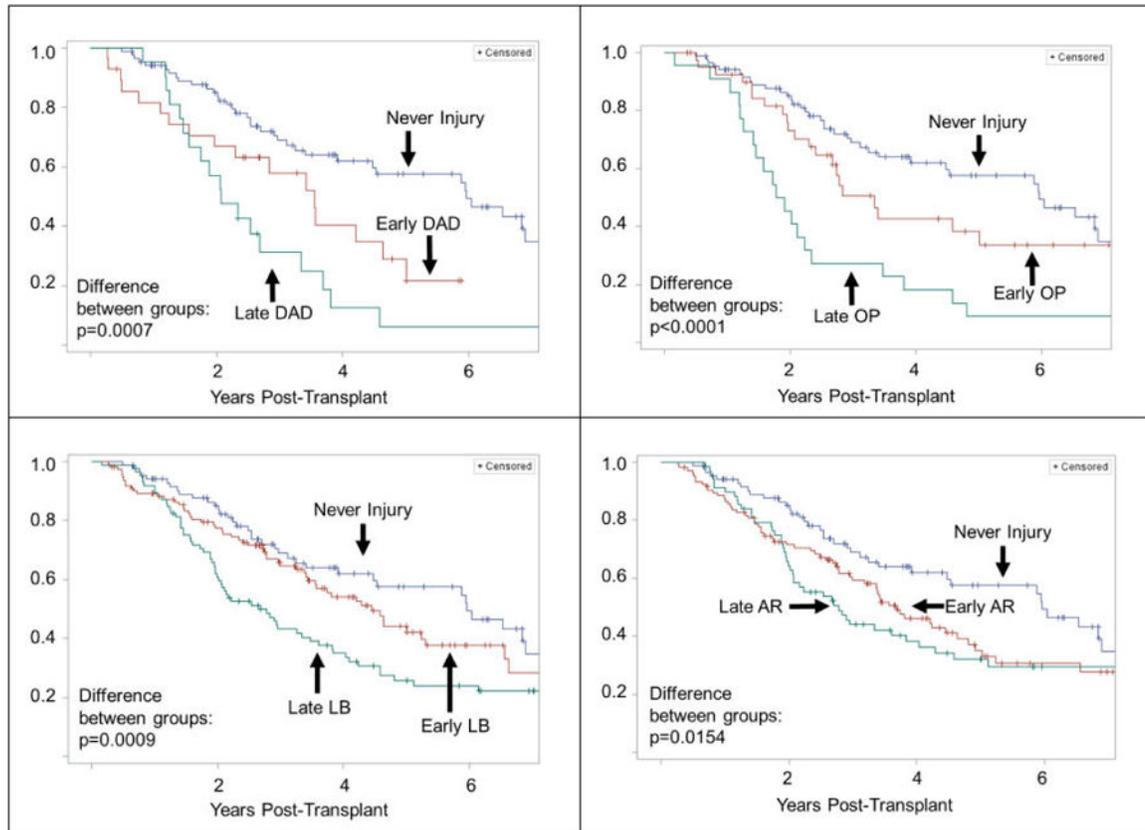 1.0
0.8
0.6
0.4
0.2
+ Censored
Never Injury
Early DAD
Late DAD
Difference
between groups:
p=0.0007
2 4 6
Years Post-Transplant
1.0
0.8
0.6
0.4
0.2
+ Censored
Never Injury
Early OP
Late OP
Difference
between groups:
p<0.0001
2 4 6
Years Post-Transplant
1.0
0.8
0.6
0.4
0.2
+ Censored
Never Injury
Late LB
Early LB
Difference
between groups:
p=0.0009
2 4 6
Years Post-Transplant
1.0
0.8
0.6
0.4
0.2
+ Censored
Never Injury
Late AR
Early AR
Difference
between groups:
p=0.0154
2 4 6
Years Post-Transplant